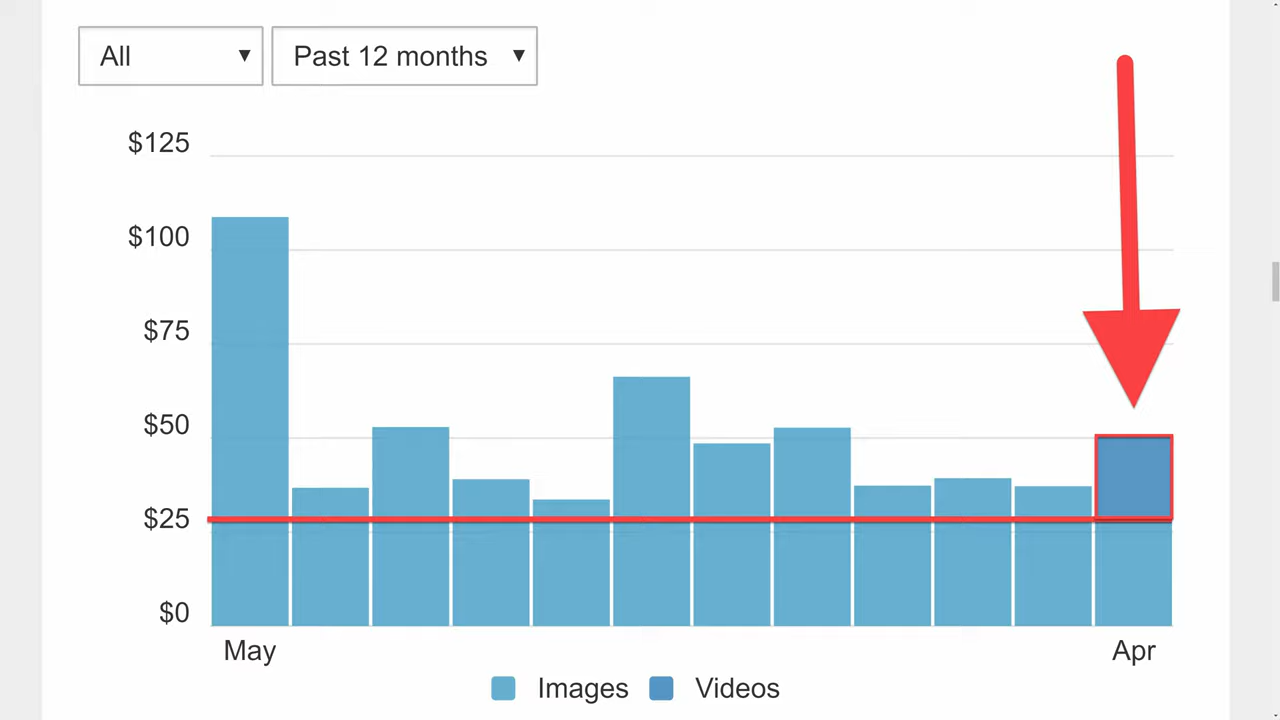 All ▼ Past 12 months ▼
$125
$100
$75
$50
$25
$0
May Apr
Images Videos